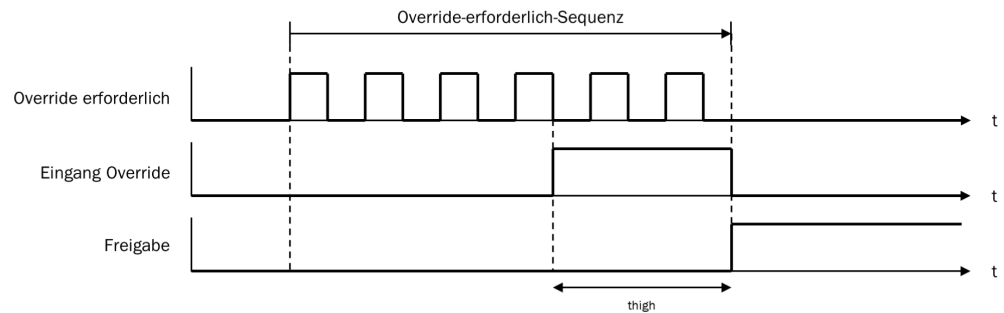 Override-erforderlich-Sequenz
Override erforderlich
t
Eingang Override
t
Freigabe
t
thigh